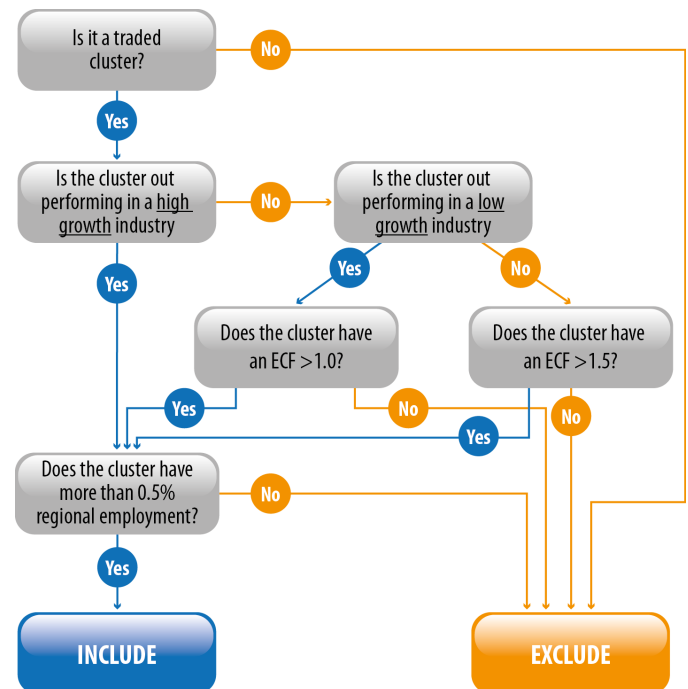 Is it a traded
cluster?
No
Yes
Is the cluster out
performing in a high
growth industry
No
Is the cluster out
performing in a low
growth industry
Yes
Yes
No
Does the cluster have
an ECF >1.0?
Does the cluster have
an ECF >1.5?
Yes
No
No
Yes
Does the cluster have
more than 0.5%
regional employment?
No
Yes
INCLUDE
EXCLUDE